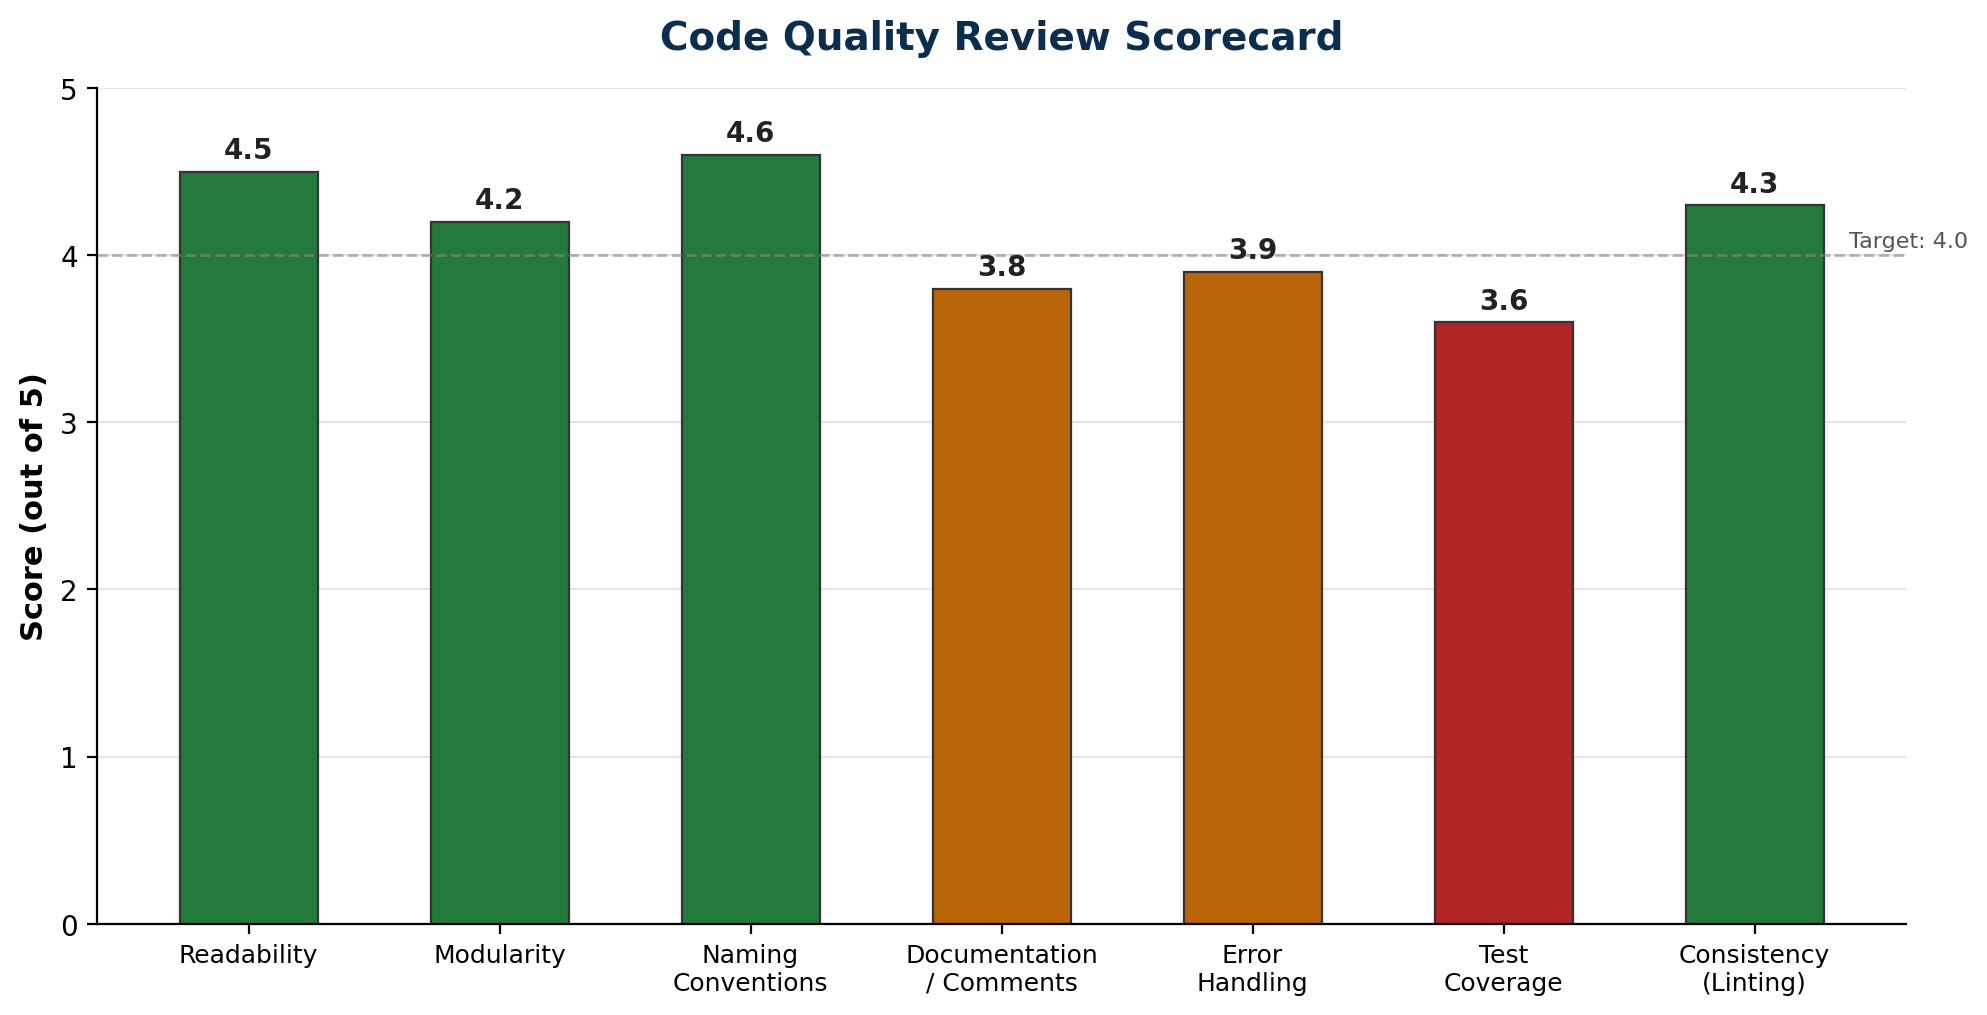 Code Quality Review Scorecard
Score (out of 5)
5
4
3
2
1
0
4.5
4.2
4.6
3.8
3.9
3.6
4.3
Target: 4.0
Readability
Modularity
Naming
Conventions
Documentation
/ Comments
Error
Handling
Test
Coverage
Consistency
(Linting)